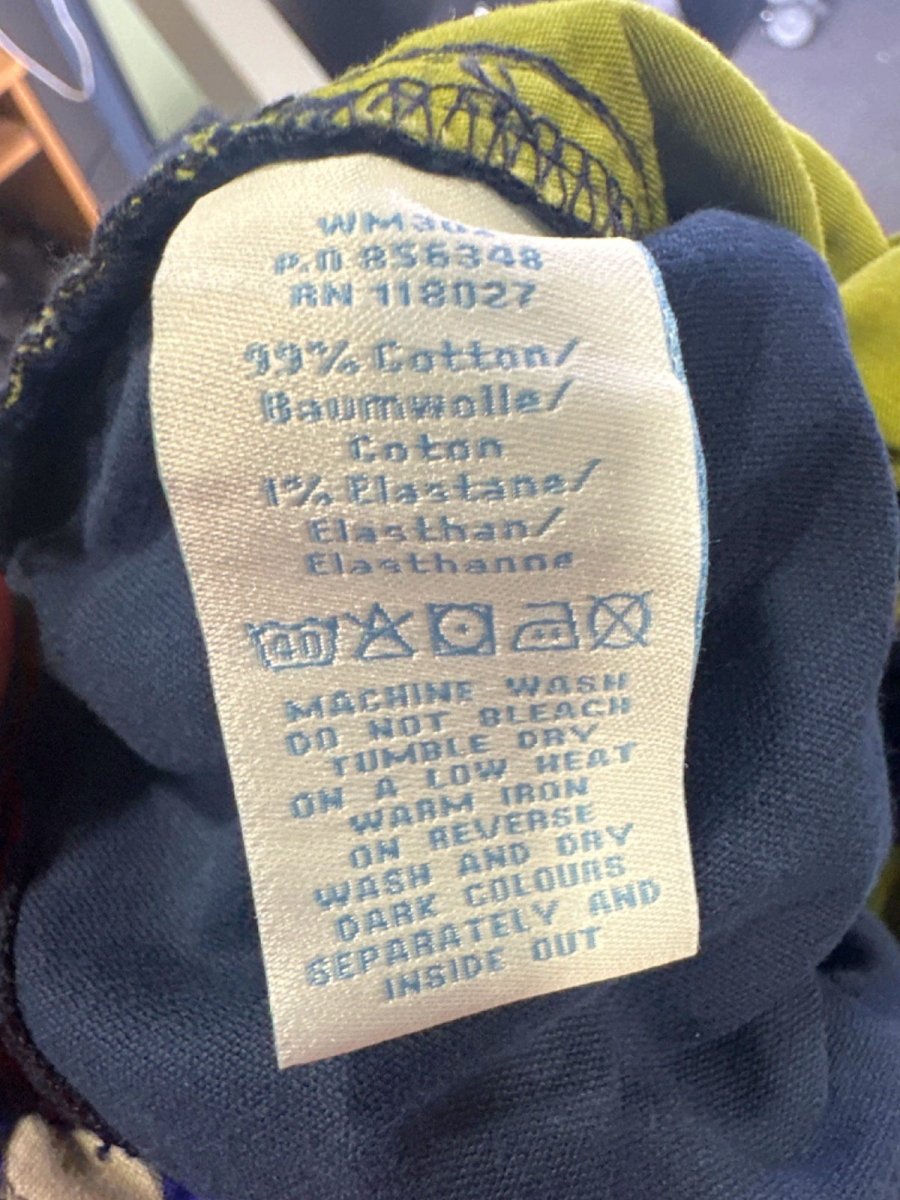 P.O 856348
RN 118027
99% Cotton/
Baumwolle/
Coton
1% Elastane/
Elasthan/
Elasthanne
40
MACHINE WASH
DO NOT BLEACH
TUMBLE DRY
ON A LOW HEAT
WARM IRON
ON REVERSE
WASH AND DRY
DARK COLOURS
SEPARATELY AND
INSIDE OUT